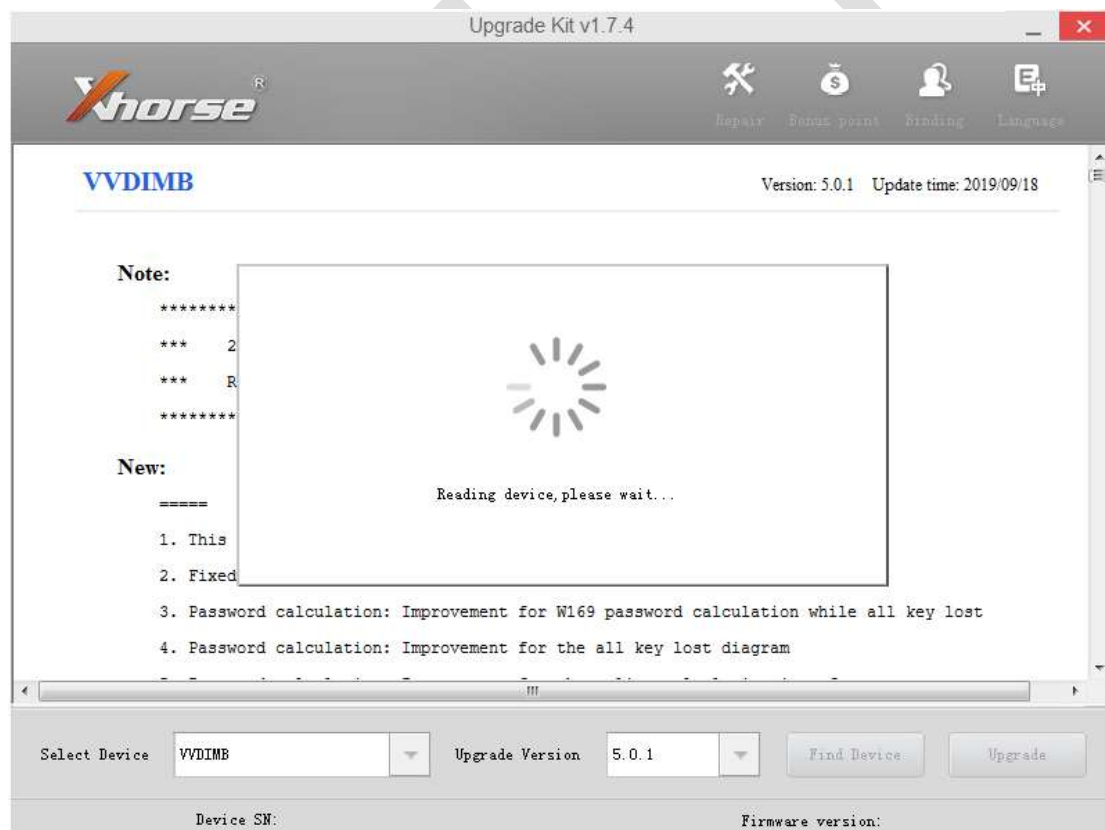 Upgrade Kit v1.7.4
Xhorse®
Repair Bonus point Binding Language
VVDIMB Version: 5.0.1 Update time: 2019/09/18
Note:
*********
*** 2
*** R
*********
New:
=====
Reading device,please wait...
1. This
2. Fixed
3. Password calculation: Improvement for W169 password calculation while all key lost
4. Password calculation: Improvement for the all key lost diagram
Select Device VVDIMB Upgrade Version 5.0.1 Find Device Upgrade
Device SN: Firmware version: